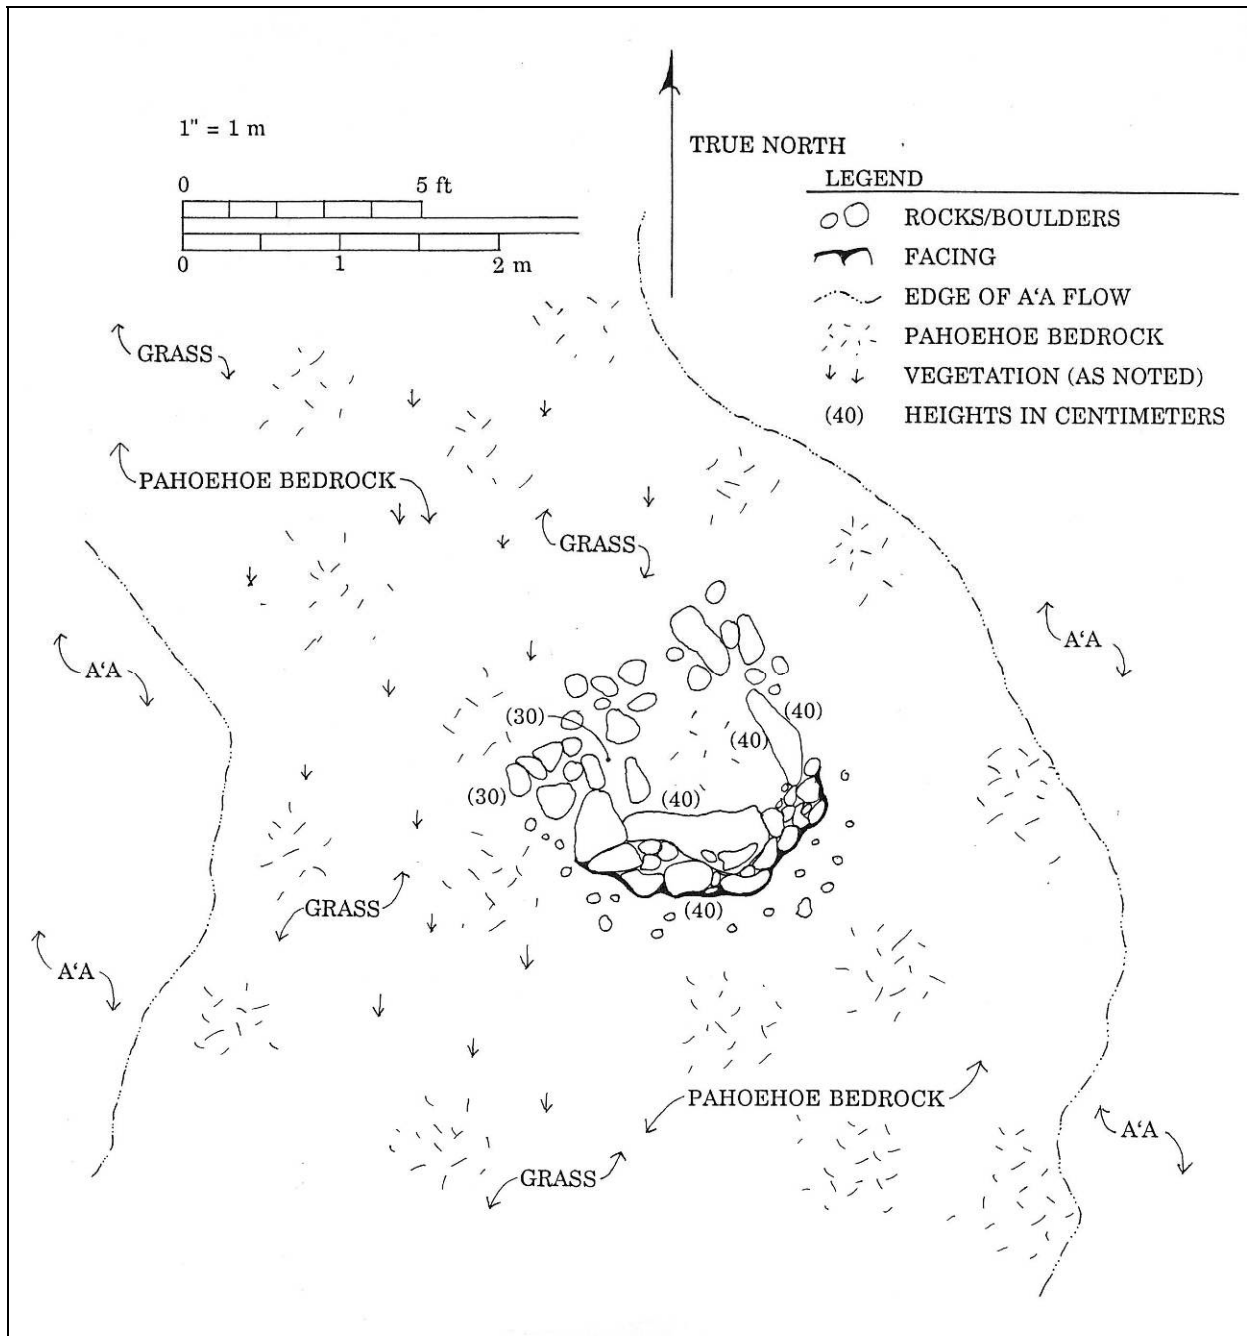 1" = 1 m
0 5 ft
0 1 2 m
TRUE NORTH
LEGEND
ROCKS/BOULDERS
FACING
EDGE OF A‘A FLOW
PAHOEHOE BEDROCK
VEGETATION (AS NOTED)
(40) HEIGHTS IN CENTIMETERS
GRASS
PAHOEHOE BEDROCK
GRASS
A‘A
A‘A
(30)
(40)
(40)
(30)
(40)
GRASS
(40)
A‘A
PAHOEHOE BEDROCK
A‘A
GRASS